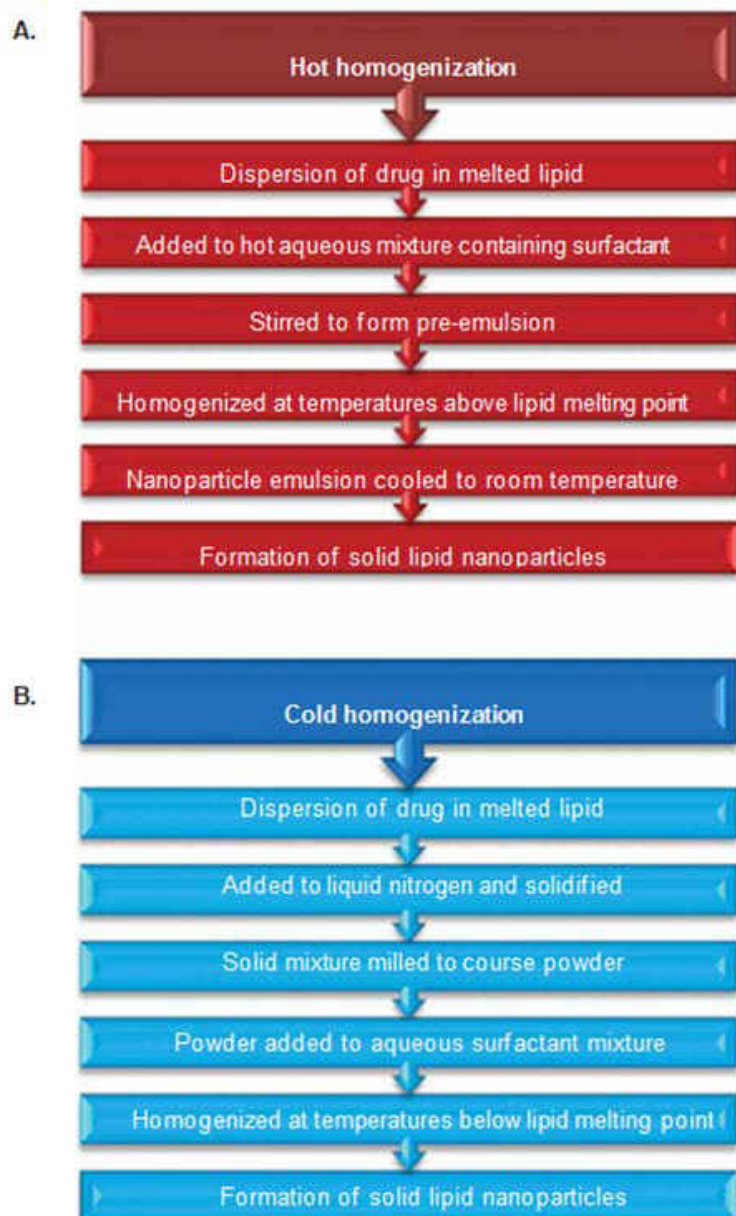 A.
Hot homogenization
Dispersion of drug in melted lipid
Added to hot aqueous mixture containing surfactant
Stirred to form pre-emulsion
Homogenized at temperatures above lipid melting point
Nanoparticle emulsion cooled to room temperature
Formation of solid lipid nanoparticles
B.
Cold homogenization
Dispersion of drug in melted lipid
Added to liquid nitrogen and solidified
Solid mixture milled to course powder
Powder added to aqueous surfactant mixture
Homogenized at temperatures below lipid melting point
Formation of solid lipid nanoparticles